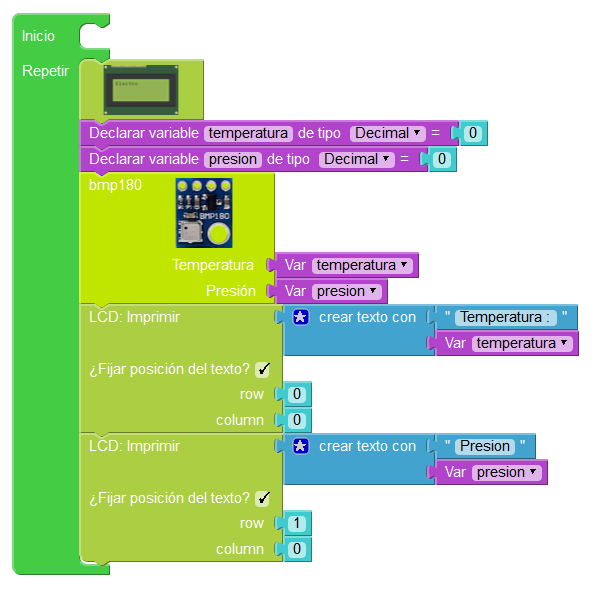 Inicio
Repetir
Declarar variable temperatura de tipo Decimal = 0
Declarar variable presion de tipo Decimal = 0
bmp180
BMP180
Temperatura Var temperatura
Presión Var presion
LCD: Imprimir crear texto con " Temperatura : "
Var temperatura
¿Fijar posición del texto?
row 0
column 0
LCD: Imprimir crear texto con " Presion "
Var presion
¿Fijar posición del texto?
row 1
column 0